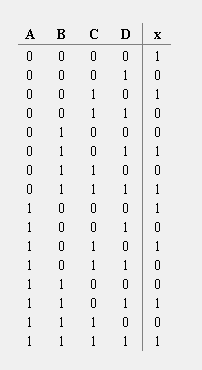 A B C D x
0 0 0 0 1
0 0 0 1 0
0 0 1 0 1
0 0 1 1 0
0 1 0 0 0
0 1 0 1 1
0 1 1 0 0
0 1 1 1 1
1 0 0 0 1
1 0 0 1 0
1 0 1 0 1
1 0 1 1 0
1 1 0 0 0
1 1 0 1 1
1 1 1 0 0
1 1 1 1 1